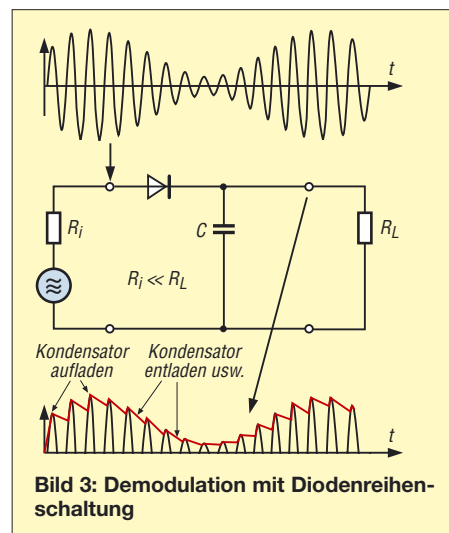 t
R_i
C
R_L
R_i ≪ R_L
Kondensator Kondensator
aufladen entladen usw.
t
Bild 3: Demodulation mit Diodenreihen-
schaltung